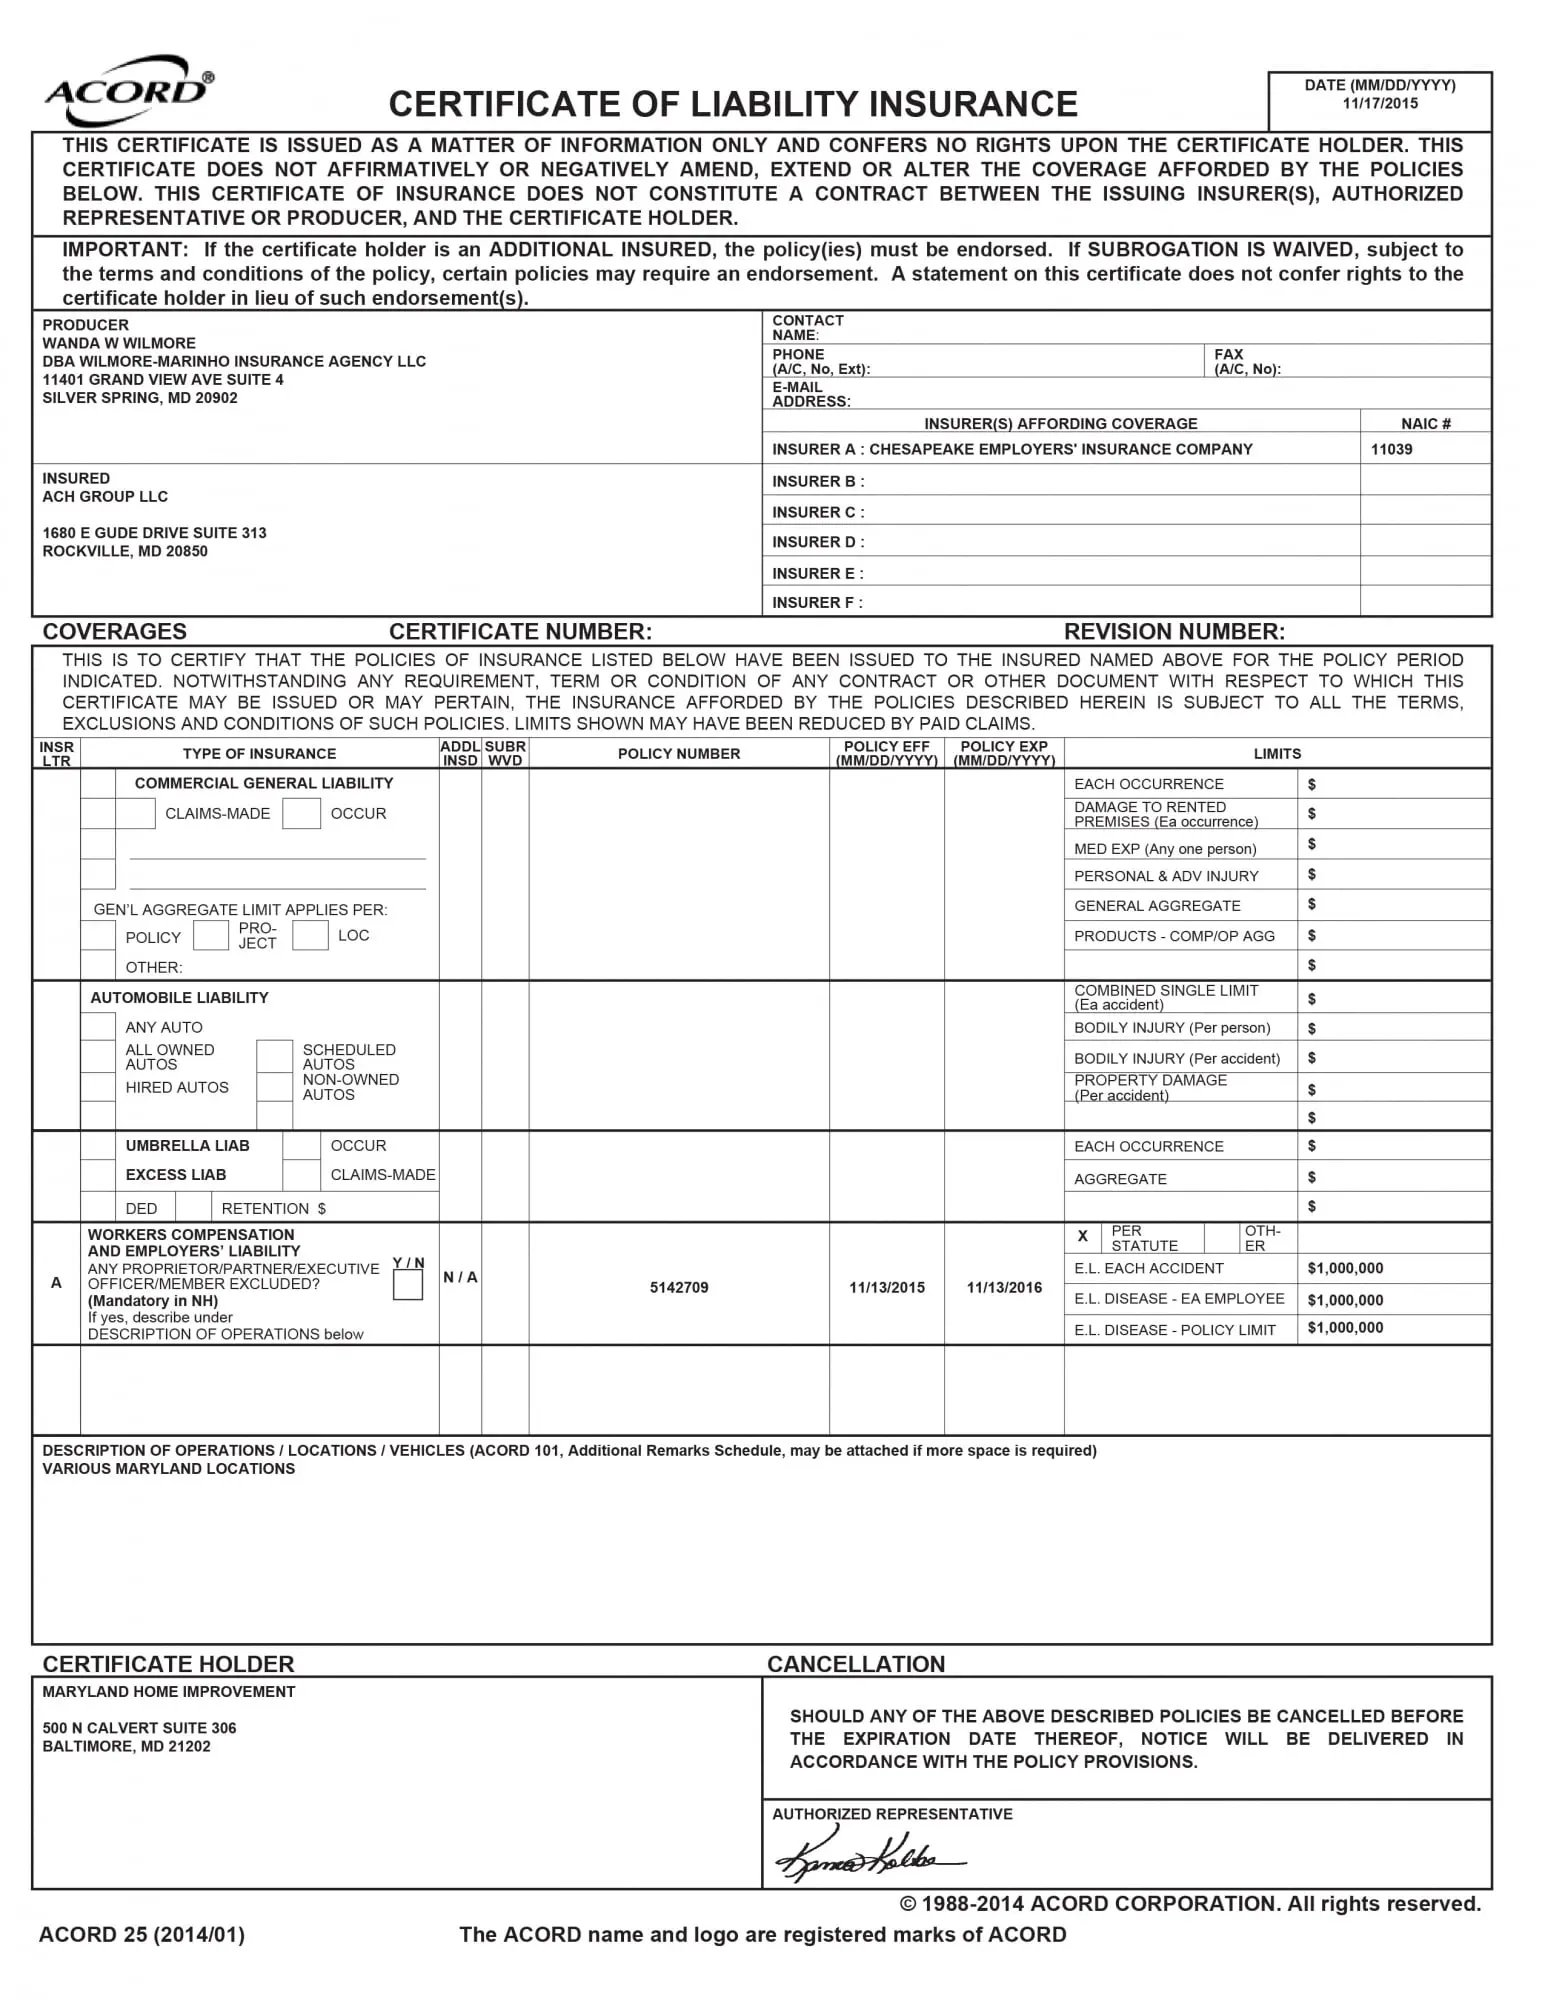 ACORD®
CERTIFICATE OF LIABILITY INSURANCE
DATE (MM/DD/YYYY)
11/17/2015
THIS CERTIFICATE IS ISSUED AS A MATTER OF INFORMATION ONLY AND CONFERS NO RIGHTS UPON THE CERTIFICATE HOLDER. THIS
CERTIFICATE DOES NOT AFFIRMATIVELY OR NEGATIVELY AMEND, EXTEND OR ALTER THE COVERAGE AFFORDED BY THE POLICIES
BELOW. THIS CERTIFICATE OF INSURANCE DOES NOT CONSTITUTE A CONTRACT BETWEEN THE ISSUING INSURER(S), AUTHORIZED
REPRESENTATIVE OR PRODUCER, AND THE CERTIFICATE HOLDER.
IMPORTANT: If the certificate holder is an ADDITIONAL INSURED, the policy(ies) must be endorsed. If SUBROGATION IS WAIVED, subject to
the terms and conditions of the policy, certain policies may require an endorsement. A statement on this certificate does not confer rights to the
certificate holder in lieu of such endorsement(s).
PRODUCER
WANDA W WILMORE
DBA WILMORE-MARINHO INSURANCE AGENCY LLC
11401 GRAND VIEW AVE SUITE 4
SILVER SPRING, MD 20902
CONTACT
NAME:
PHONE
(A/C, No, Ext):
FAX
(A/C, No):
E-MAIL
ADDRESS:
INSURER(S) AFFORDING COVERAGE
NAIC #
INSURER A : CHESAPEAKE EMPLOYERS' INSURANCE COMPANY
11039
INSURED
ACH GROUP LLC
1680 E GUDE DRIVE SUITE 313
ROCKVILLE, MD 20850
INSURER B :
INSURER C :
INSURER D :
INSURER E :
INSURER F :
COVERAGES
CERTIFICATE NUMBER:
REVISION NUMBER:
THIS IS TO CERTIFY THAT THE POLICIES OF INSURANCE LISTED BELOW HAVE BEEN ISSUED TO THE INSURED NAMED ABOVE FOR THE POLICY PERIOD
INDICATED. NOTWITHSTANDING ANY REQUIREMENT, TERM OR CONDITION OF ANY CONTRACT OR OTHER DOCUMENT WITH RESPECT TO WHICH THIS
CERTIFICATE MAY BE ISSUED OR MAY PERTAIN, THE INSURANCE AFFORDED BY THE POLICIES DESCRIBED HEREIN IS SUBJECT TO ALL THE TERMS,
EXCLUSIONS AND CONDITIONS OF SUCH POLICIES. LIMITS SHOWN MAY HAVE BEEN REDUCED BY PAID CLAIMS.
INSR
LTR
TYPE OF INSURANCE
ADDL
INSD
SUBR
WVD
POLICY NUMBER
POLICY EFF
(MM/DD/YYYY)
POLICY EXP
(MM/DD/YYYY)
LIMITS
COMMERCIAL GENERAL LIABILITY
CLAIMS-MADE
OCCUR
GEN'L AGGREGATE LIMIT APPLIES PER:
POLICY
PRO-
JECT
LOC
OTHER:
EACH OCCURRENCE
$
DAMAGE TO RENTED
PREMISES (Ea occurrence)
$
MED EXP (Any one person)
$
PERSONAL & ADV INJURY
$
GENERAL AGGREGATE
$
PRODUCTS - COMP/OP AGG
$
$
AUTOMOBILE LIABILITY
ANY AUTO
ALL OWNED
AUTOS
SCHEDULED
AUTOS
HIRED AUTOS
NON-OWNED
AUTOS
COMBINED SINGLE LIMIT
(Ea accident)
$
BODILY INJURY (Per person)
$
BODILY INJURY (Per accident)
$
PROPERTY DAMAGE
(Per accident)
$
$
UMBRELLA LIAB
OCCUR
EXCESS LIAB
CLAIMS-MADE
DED
RETENTION $
EACH OCCURRENCE
$
AGGREGATE
$
$
A
WORKERS COMPENSATION
AND EMPLOYERS' LIABILITY
ANY PROPRIETOR/PARTNER/EXECUTIVE
OFFICER/MEMBER EXCLUDED?
(Mandatory in NH)
If yes, describe under
DESCRIPTION OF OPERATIONS below
Y / N
N / A
5142709
11/13/2015
11/13/2016
X
PER
STATUTE
OTH-
ER
E.L. EACH ACCIDENT
$1,000,000
E.L. DISEASE - EA EMPLOYEE
$1,000,000
E.L. DISEASE - POLICY LIMIT
$1,000,000
DESCRIPTION OF OPERATIONS / LOCATIONS / VEHICLES (ACORD 101, Additional Remarks Schedule, may be attached if more space is required)
VARIOUS MARYLAND LOCATIONS
CERTIFICATE HOLDER
MARYLAND HOME IMPROVEMENT
500 N CALVERT SUITE 306
BALTIMORE, MD 21202
CANCELLATION
SHOULD ANY OF THE ABOVE DESCRIBED POLICIES BE CANCELLED BEFORE
THE EXPIRATION DATE THEREOF, NOTICE WILL BE DELIVERED IN
ACCORDANCE WITH THE POLICY PROVISIONS.
AUTHORIZED REPRESENTATIVE
© 1988-2014 ACORD CORPORATION. All rights reserved.
ACORD 25 (2014/01)
The ACORD name and logo are registered marks of ACORD